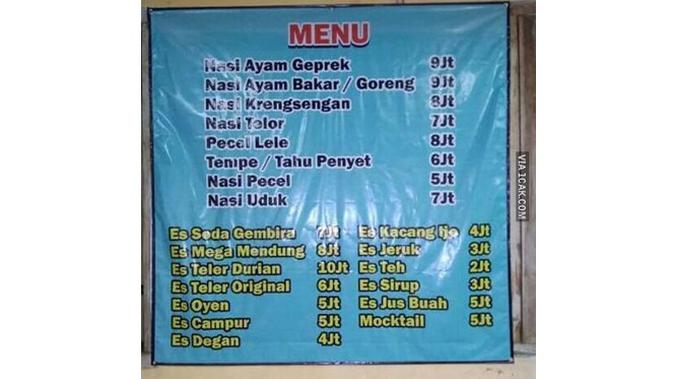 MENU
Nasi Ayam Geprek 9Jt
Nasi Ayam Bakar / Goreng 9Jt
Nasi Krengsengan 8Jt
Nasi Telor 7Jt
Pecel Lele 8Jt
Tempe / Tahu Penyet 6Jt
Nasi Pecel 5Jt
Nasi Uduk 7Jt
Es Soda Gembira 7Jt Es Kacang Ijo 4Jt
Es Mega Mendung 8Jt Es Jeruk 3Jt
Es Teler Durian 10Jt Es Teh 2Jt
Es Teler Original 6Jt Es Sirup 3Jt
Es Oyen 5Jt Es Jus Buah 5Jt
Es Campur 5Jt Mocktail 5Jt
Es Degan 4Jt
VIA 1CAK.COM